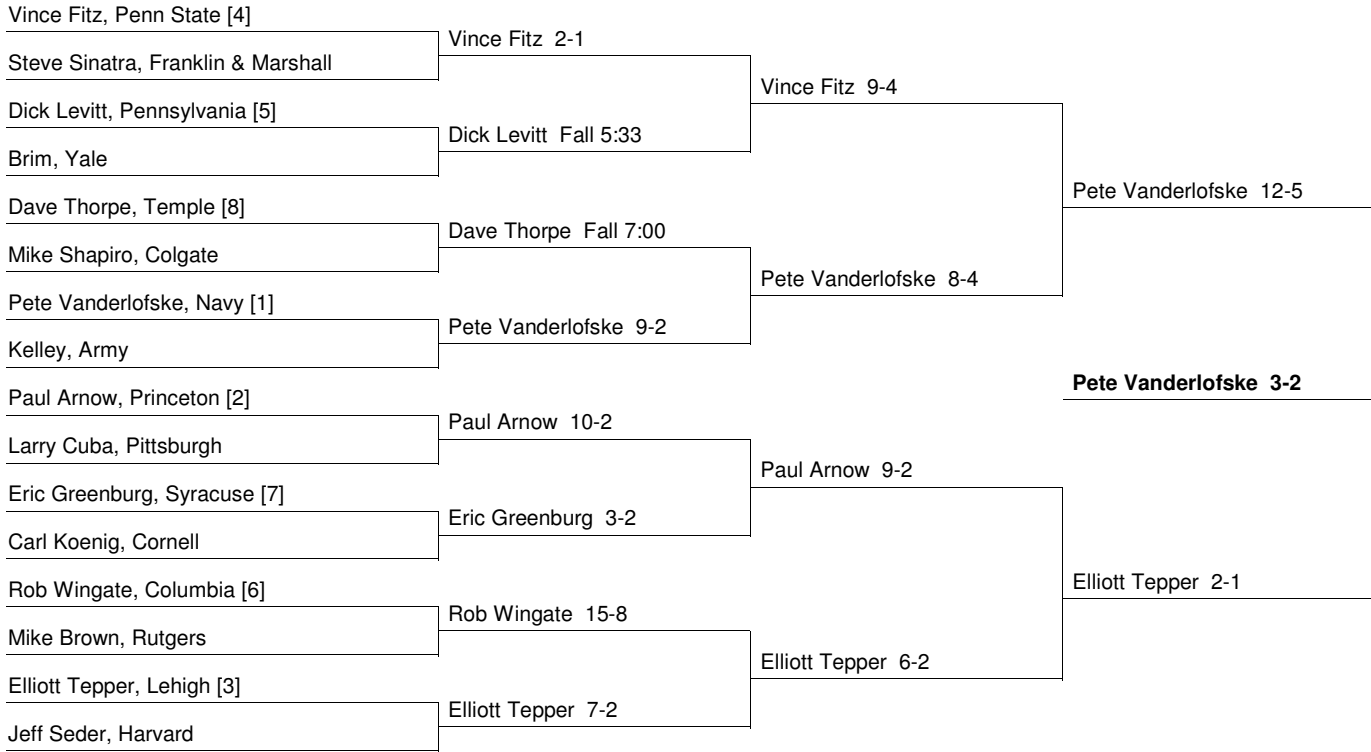 Vince Fitz, Penn State [4]
Steve Sinatra, Franklin & Marshall
Dick Levitt, Pennsylvania [5]
Brim, Yale
Dave Thorpe, Temple [8]
Mike Shapiro, Colgate
Pete Vanderlofske, Navy [1]
Kelley, Army
Paul Arnow, Princeton [2]
Larry Cuba, Pittsburgh
Eric Greenburg, Syracuse [7]
Carl Koenig, Cornell
Rob Wingate, Columbia [6]
Mike Brown, Rutgers
Elliott Tepper, Lehigh [3]
Jeff Seder, Harvard
Vince Fitz 2-1
Dick Levitt Fall 5:33
Dave Thorpe Fall 7:00
Pete Vanderlofske 9-2
Paul Arnow 10-2
Eric Greenburg 3-2
Rob Wingate 15-8
Elliott Tepper 7-2
Vince Fitz 9-4
Pete Vanderlofske 8-4
Paul Arnow 9-2
Elliott Tepper 6-2
Pete Vanderlofske 12-5
Elliott Tepper 2-1
Pete Vanderlofske 3-2